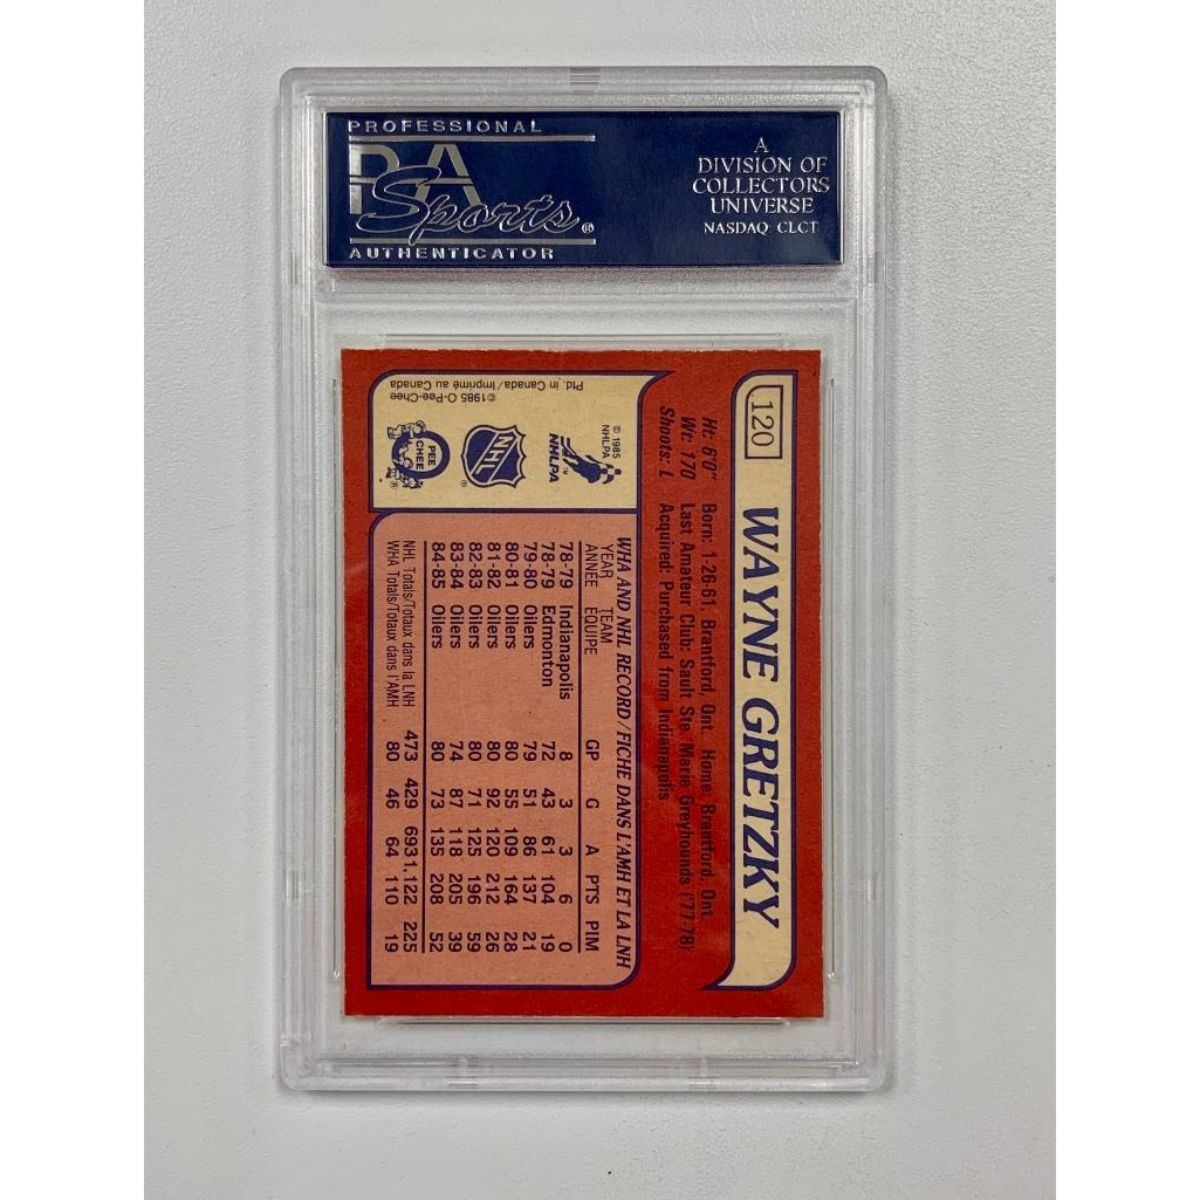 PROFESSIONAL
PSA
Sports®
AUTHENTICATOR
A
DIVISION OF
COLLECTORS
UNIVERSE
NASDAQ: CLCT
120 WAYNE GRETZKY
Ht: 6'0" Born: 1-26-61, Brantford, Ont. Home: Brantford, Ont.
Wt: 170 Last Amateur Club: Sault Ste. Marie Greyhounds ('77-78)
Shoots: L Acquired: Purchased from Indianapolis
© 1985
NHLPA
NHLPA™
NHL®
O PEE CHEE®
©1985 O-Pee-Chee
Ptd. in Canada/Imprimé au Canada
WHA AND NHL RECORD/FICHE DANS L'AMH ET LA LNH
YEAR TEAM
ANNÉE ÉQUIPE GP G A PTS PIM
78-79 Indianapolis 8 3 3 6 0
78-79 Edmonton 72 43 61 104 19
79-80 Oilers 79 51 86 137 21
80-81 Oilers 80 55 109 164 28
81-82 Oilers 80 92 120 212 26
82-83 Oilers 80 71 125 196 59
83-84 Oilers 74 87 118 205 39
84-85 Oilers 80 73 135 208 52
NHL Totals/Totaux dans la LNH 473 429 693 1,122 225
WHA Totals/Totaux dans l'AMH 80 46 64 110 19